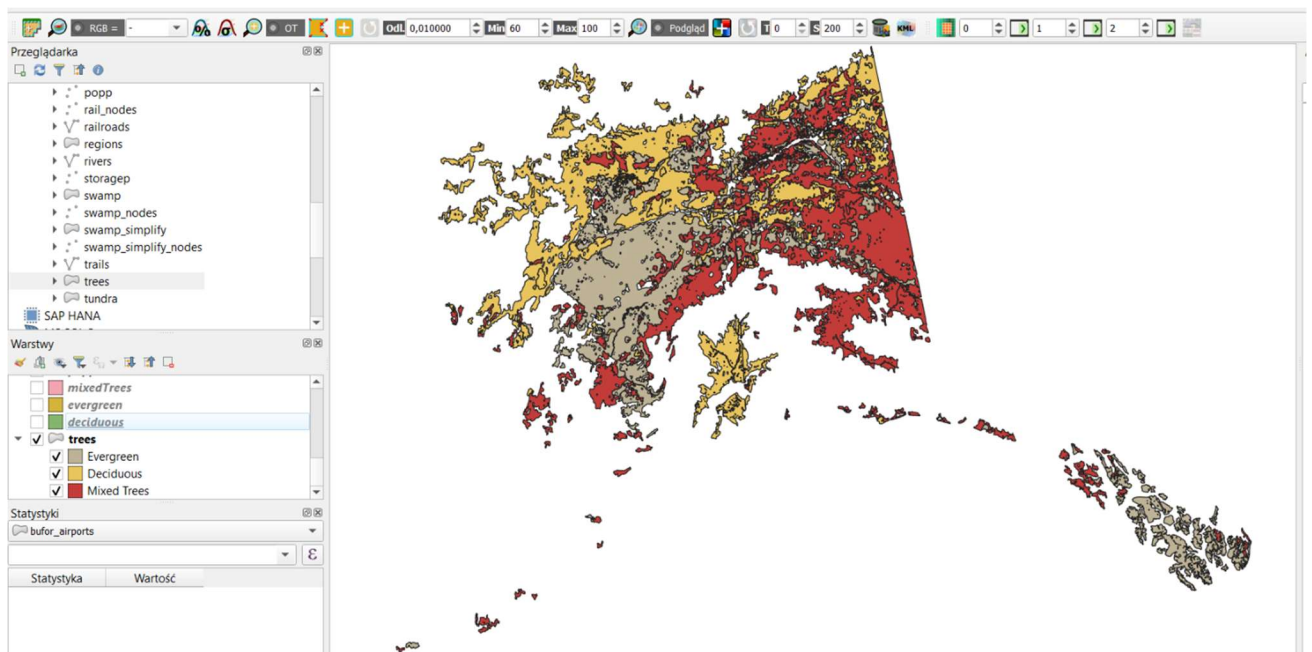 RGB = - OT Odl. 0,010000 Min 60 Max 100 Podgląd T 0 S 200 KML 0 1 2
Przeglądarka
popp
rail_nodes
railroads
regions
rivers
storagep
swamp
swamp_nodes
swamp_simplify
swamp_simplify_nodes
trails
trees
tundra
SAP HANA
Warstwy
mixedTrees
evergreen
deciduous
trees
Evergreen
Deciduous
Mixed Trees
Statystyki
bufor_airports
ε
Statystyka Wartość